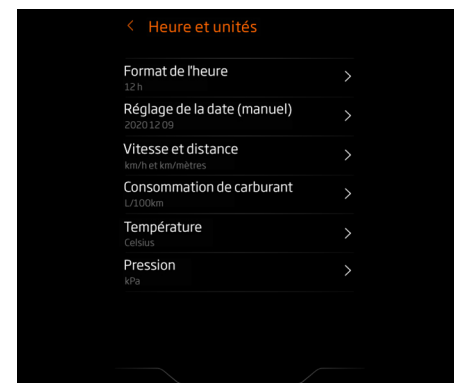 Heure et unités
Format de l'heure
12 h
Réglage de la date (manuel)
2020 12 09
Vitesse et distance
km/h et km/mètres
Consommation de carburant
L/100km
Température
Celsius
Pression
kPa